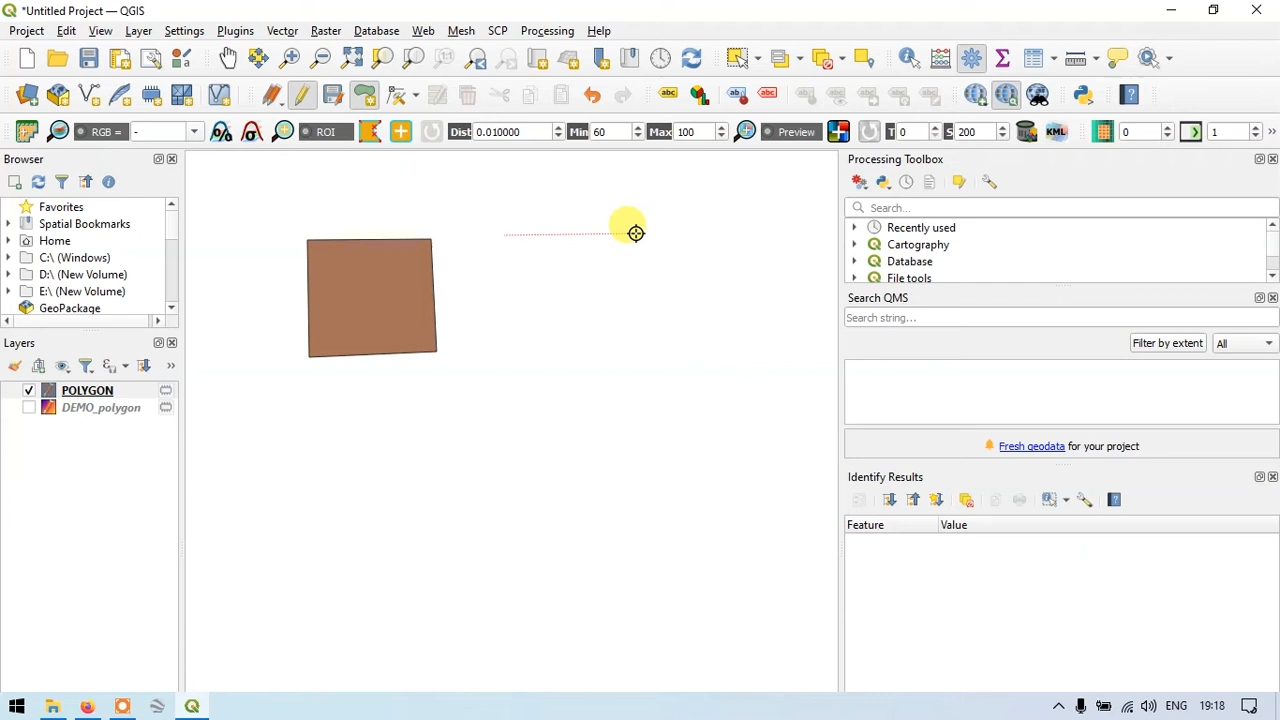 *Untitled Project — QGIS
Project Edit View Layer Settings Plugins Vector Raster Database Web Mesh SCP Processing Help
RGB = - ROI Dist 0.010000 Min 60 Max 100 Preview T 0 S 200 KML 0 1 »
Browser
Favorites
Spatial Bookmarks
Home
C:\ (Windows)
D:\ (New Volume)
E:\ (New Volume)
GeoPackage
Layers
»
POLYGON
DEMO_polygon
Processing Toolbox
Search...
Recently used
Cartography
Database
File tools
Search QMS
Search string...
Filter by extent All
Fresh geodata for your project
Identify Results
Feature Value
ENG 19:18